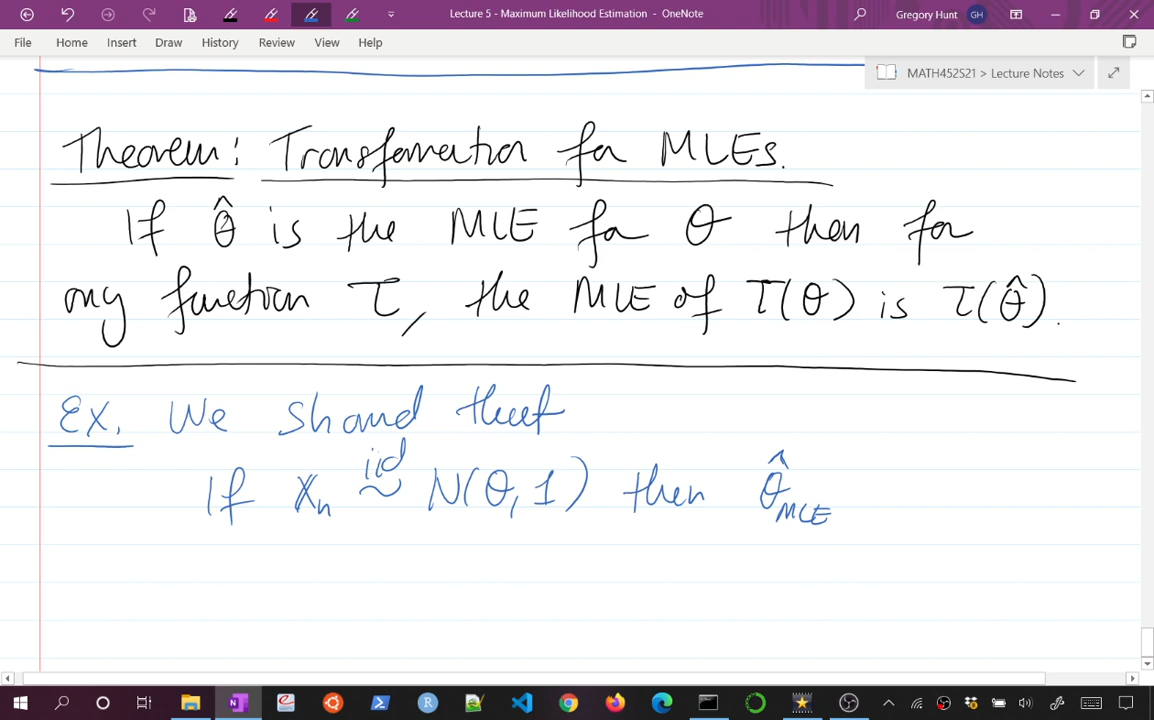 Lecture 5 - Maximum Likelihood Estimation - OneNote
Gregory Hunt GH
File Home Insert Draw History Review View Help
MATH452S21 > Lecture Notes
Theorem: Transformation for MLEs.
If θ̂ is the MLE for θ then for
any function τ, the MLE of τ(θ) is τ(θ̂).
Ex. We showed that
If Xₙ iid ~ N(θ, 1) then θ̂ MLE